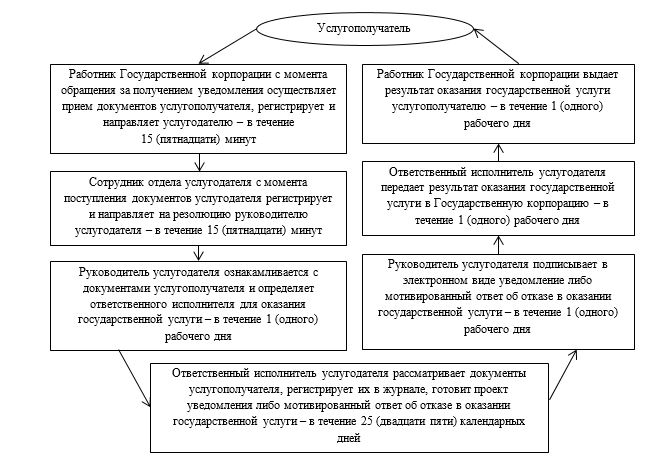 Услугополучатель
Работник Государственной корпорации с момента
обращения за получением уведомления осуществляет
прием документов услугополучателя, регистрирует и
направляет услугодателю – в течение
15 (пятнадцати) минут
Сотрудник отдела услугодателя с момента
поступления документов услугодателя регистрирует
и направляет на резолюцию руководителю
услугодателя – в течение 15 (пятнадцати) минут
Руководитель услугодателя ознакамливается с
документами услугополучателя и определяет
ответственного исполнителя для оказания
государственной услуги – в течение 1 (одного)
рабочего дня
Ответственный исполнитель услугодателя рассматривает документы
услугополучателя, регистрирует их в журнале, готовит проект
уведомления либо мотивированный ответ об отказе в оказании
государственной услуги – в течение 25 (двадцати пяти) календарных
дней
Руководитель услугодателя подписывает в
электронном виде уведомление либо
мотивированный ответ об отказе в оказании
государственной услуги – в течение 1 (одного)
рабочего дня
Ответственный исполнитель услугодателя
передает результат оказания государственной
услуги в Государственную корпорацию – в
течение 1 (одного) рабочего дня
Работник Государственной корпорации выдает
результат оказания государственной услуги
услугополучателю – в течение 1 (одного)
рабочего дня